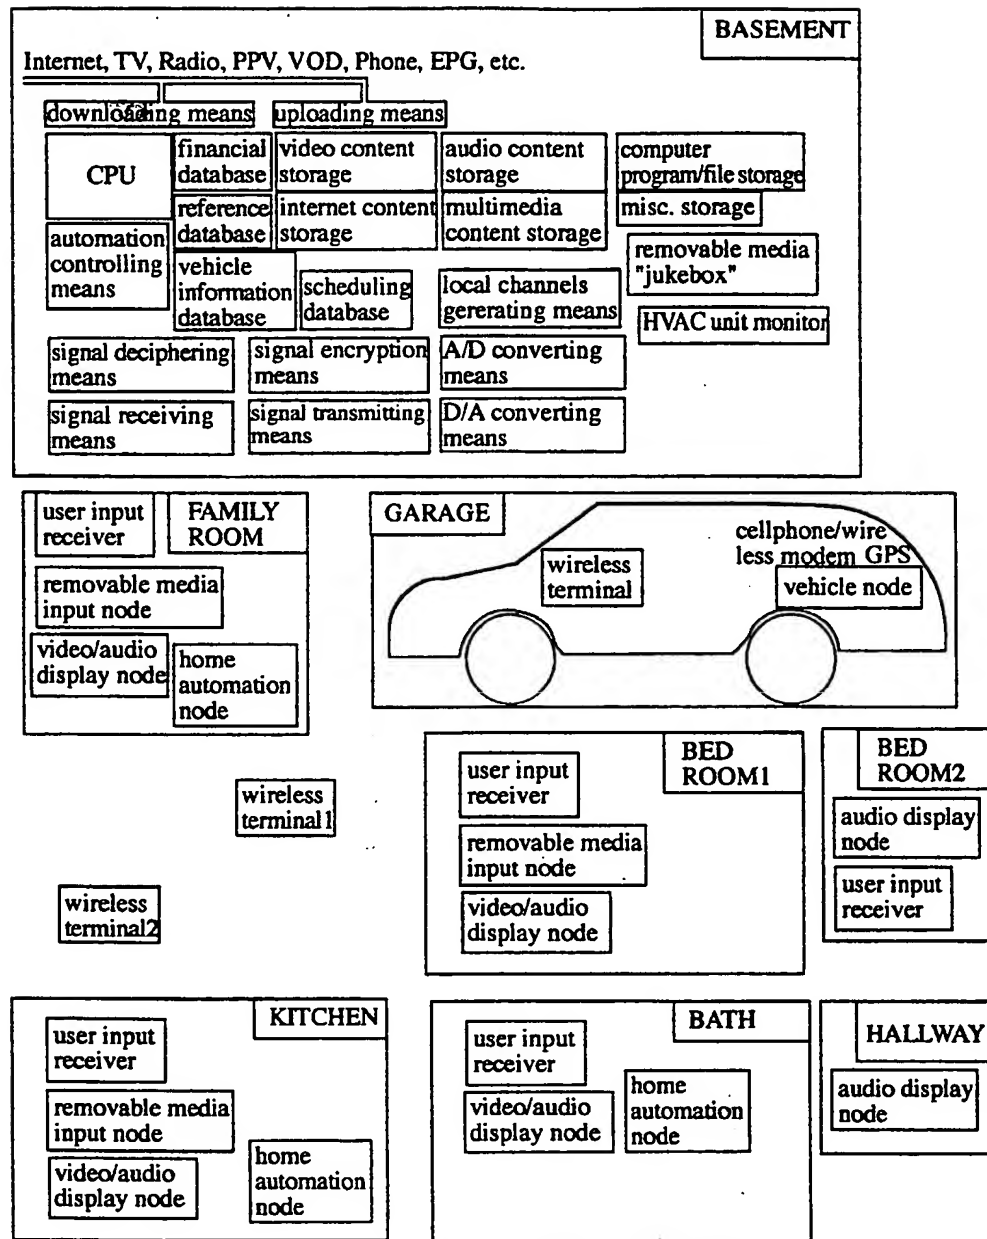 BASEMENT
Internet, TV, Radio, PPV, VOD, Phone, EPG, etc.
downloading means
uploading means
CPU
financial
database
video content
storage
audio content
storage
computer
program/file storage
reference
database
internet content
storage
multimedia
content storage
misc. storage
automation
controlling
means
vehicle
information
database
scheduling
database
local channels
gererating means
removable media
"jukebox"
HVAC unit monitor
signal deciphering
means
signal encryption
means
A/D converting
means
signal receiving
means
signal transmitting
means
D/A converting
means
user input
receiver
FAMILY
ROOM
removable media
input node
video/audio
display node
home
automation
node
GARAGE
wireless
terminal
cellphone/wire
less modem GPS
vehicle node
wireless
terminal1
wireless
terminal2
BED
ROOM1
user input
receiver
removable media
input node
video/audio
display node
BED
ROOM2
audio display
node
user input
receiver
KITCHEN
user input
receiver
removable media
input node
video/audio
display node
home
automation
node
BATH
user input
receiver
video/audio
display node
home
automation
node
HALLWAY
audio display
node